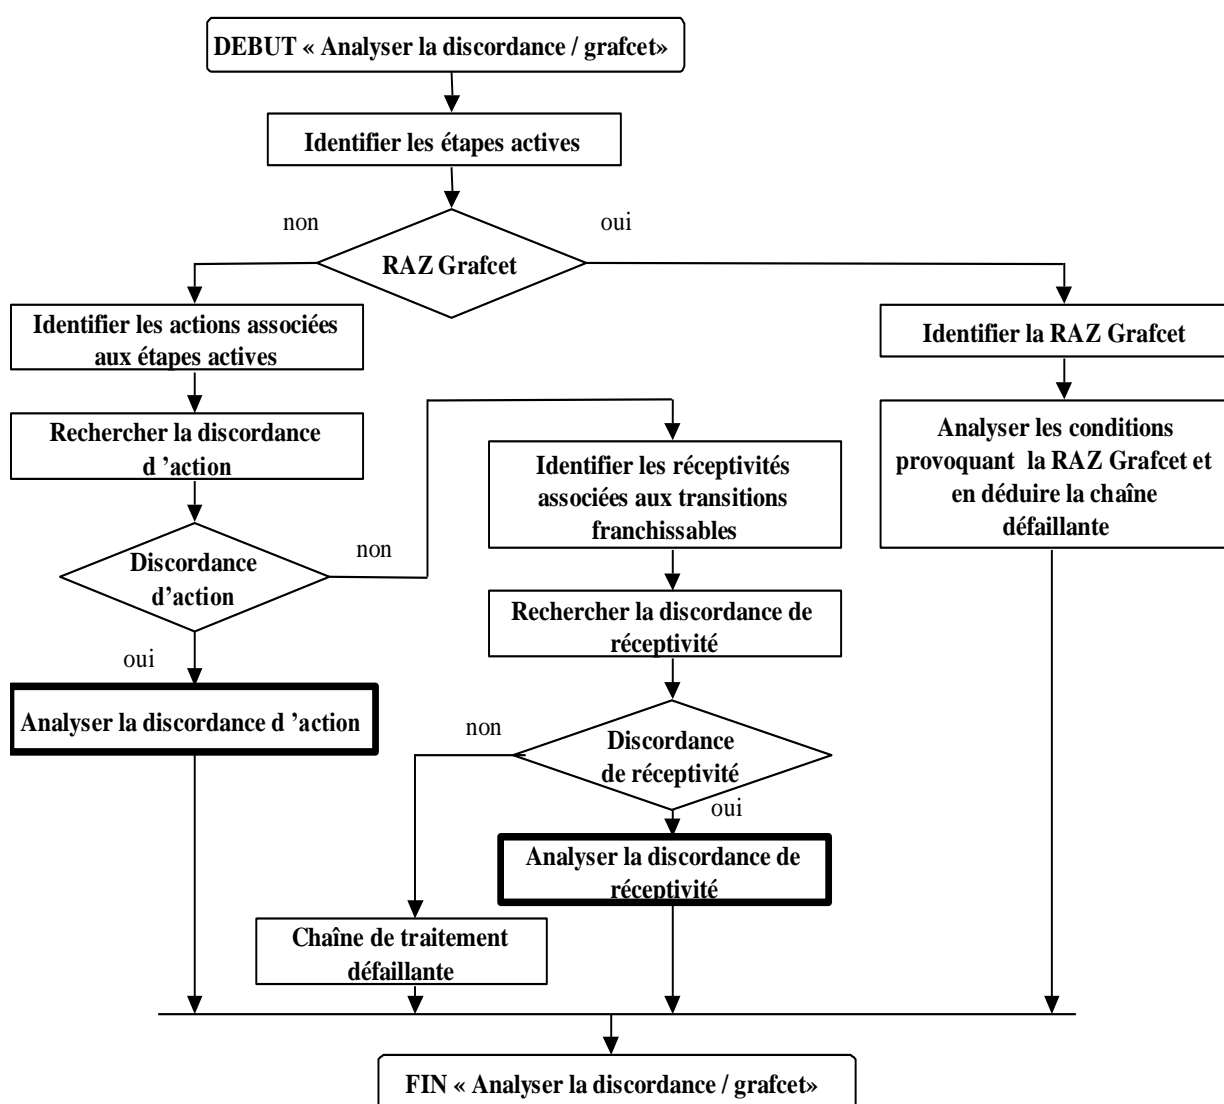 DEBUT « Analyser la discordance / grafcet»
Identifier les étapes actives
non
oui
RAZ Grafcet
Identifier les actions associées
aux étapes actives
Identifier la RAZ Grafcet
Rechercher la discordance
d ’action
Identifier les réceptivités
associées aux transitions
franchissables
Analyser les conditions
provoquant la RAZ Grafcet et
en déduire la chaîne
défaillante
Discordance
d’action
non
Rechercher la discordance de
réceptivité
oui
Analyser la discordance d ’action
non
Discordance
de réceptivité
oui
Analyser la discordance de
réceptivité
Chaîne de traitement
défaillante
FIN « Analyser la discordance / grafcet»